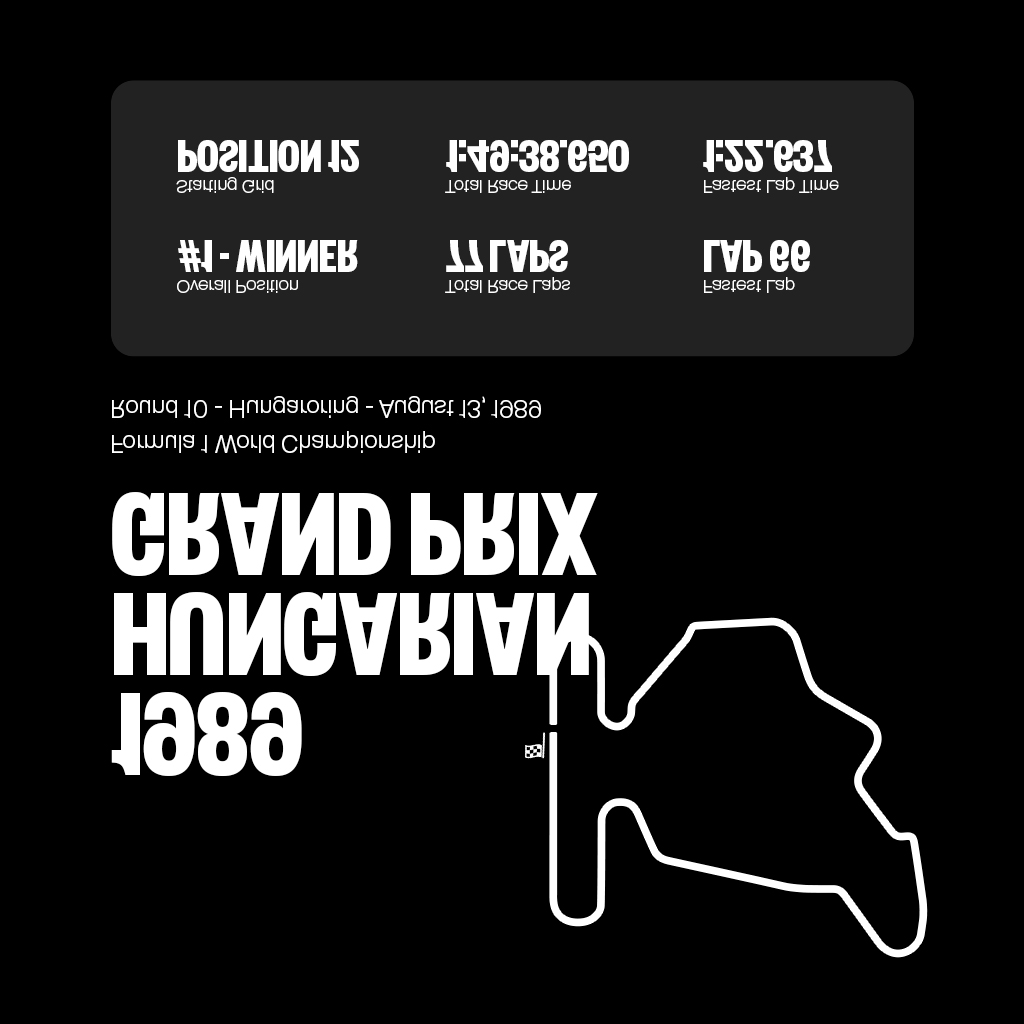 1989
HUNGARIAN
GRAND PRIX
Formula 1 World Championship
Round 10 - Hungaroring - August 13, 1989
Overall Position
#1 - WINNER
Total Race Laps
77 LAPS
Fastest Lap
LAP 66
Starting Grid
POSITION 12
Total Race Time
1:49:38.650
Fastest Lap Time
1:22.637